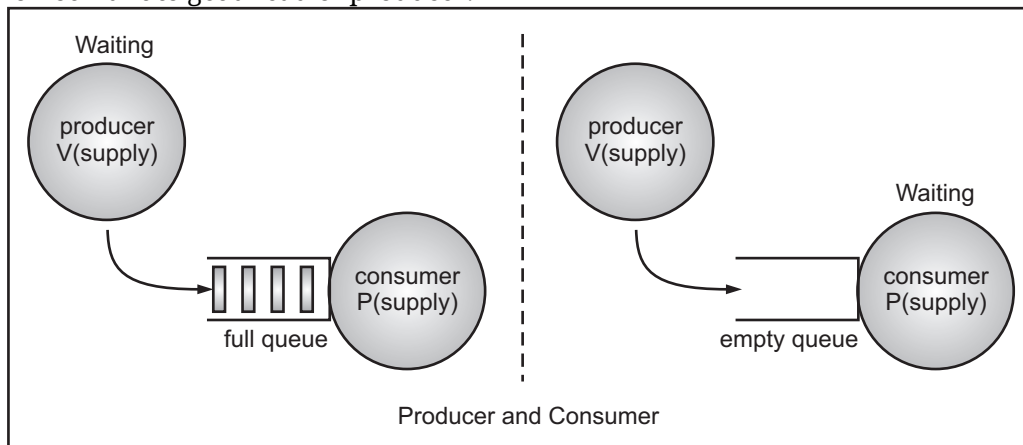 Waiting
producer
V(supply)
consumer
P(supply)
full queue
producer
V(supply)
Waiting
consumer
P(supply)
empty queue
Producer and Consumer